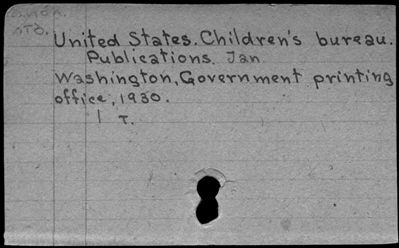 United States. Children's bureau.
Publications. Jan
Washington, Government printing
office, 1930.
1 T.